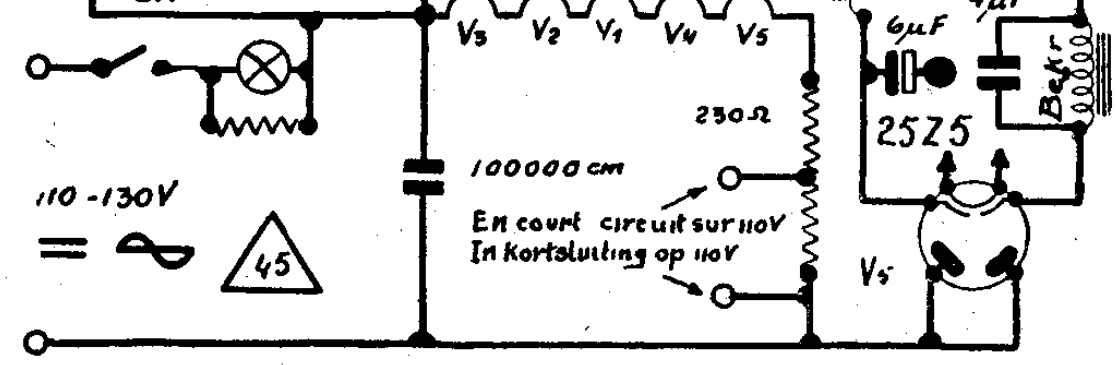 V3 V2 V1 V4 V5
6µF
Bekr
230Ω
25Z5
100000 cm
110-130V
En court circuit sur 110V
In Kortsluiting op 110V
45
V5